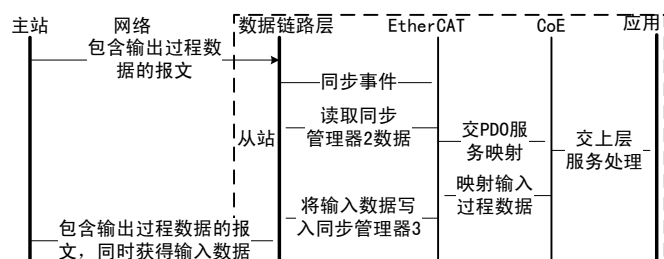 主站 网络 数据链路层 EtherCAT CoE 应用
包含输出过程数
据的报文
同步事件
从站
读取同步
管理器2数据
交PDO服
务映射
交上层
服务处理
映射输入
过程数据
将输入数据写
入同步管理器3
包含输出过程数据的报
文，同时获得输入数据